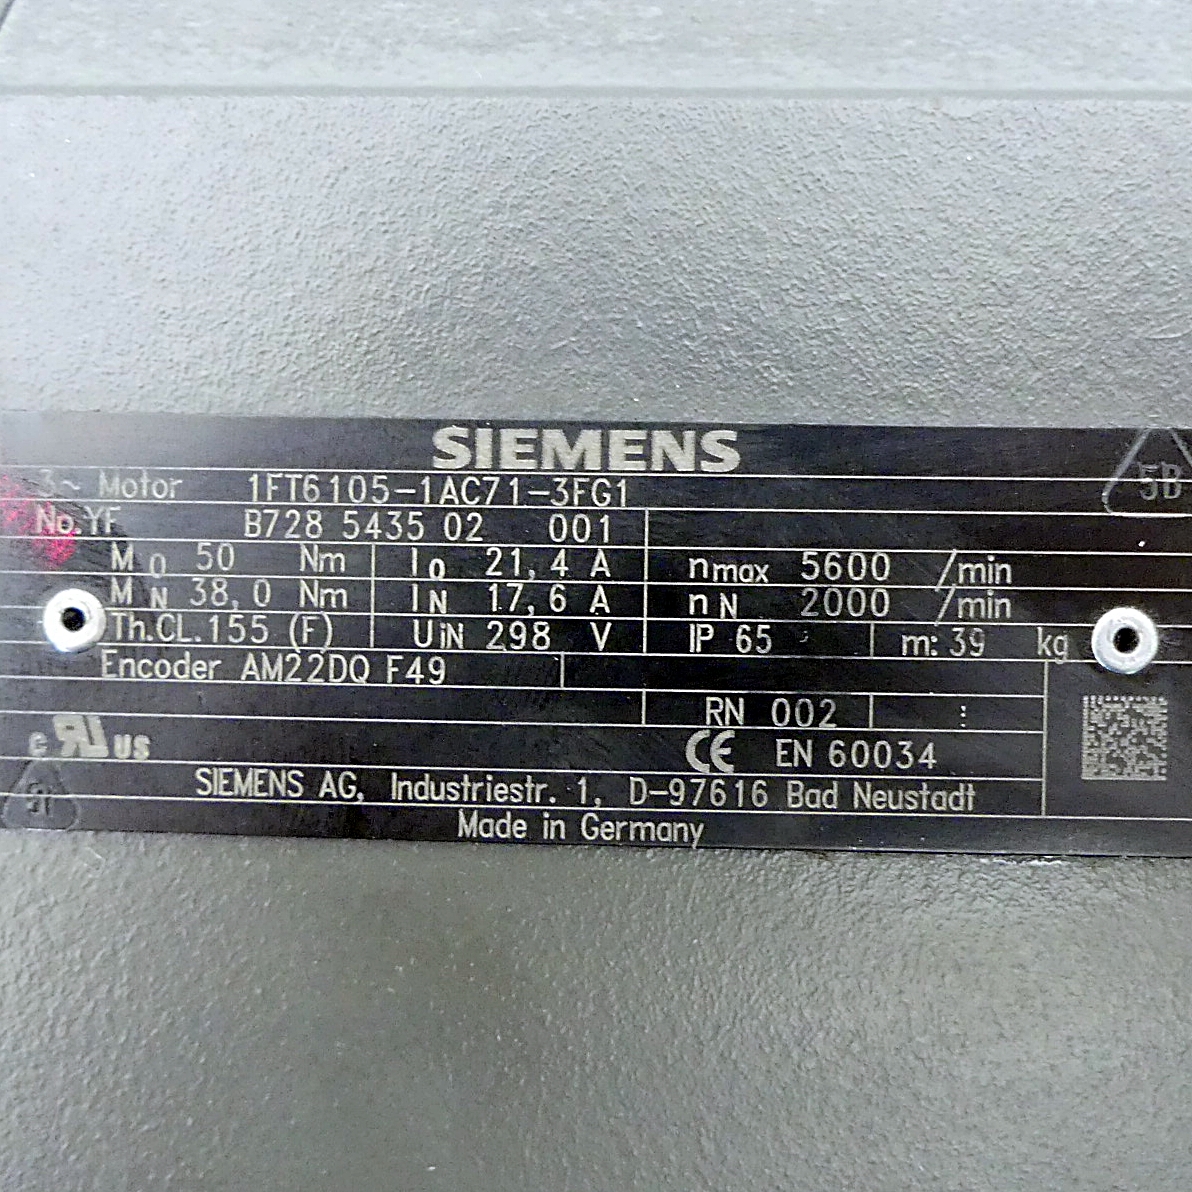 SIEMENS
5B
3~ Motor 1FT6105-1AC71-3FG1
No.YF B728 5435 02 001
M0 50 Nm I0 21,4 A nmax 5600 /min
MN 38,0 Nm IN 17,6 A nN 2000 /min
Th.CL.155 (F) UiN 298 V IP 65 m: 39 kg
Encoder AM22DQ F49
RN 002 :
c RU US CE EN 60034
SIEMENS AG, Industriestr. 1, D-97616 Bad Neustadt
Made in Germany